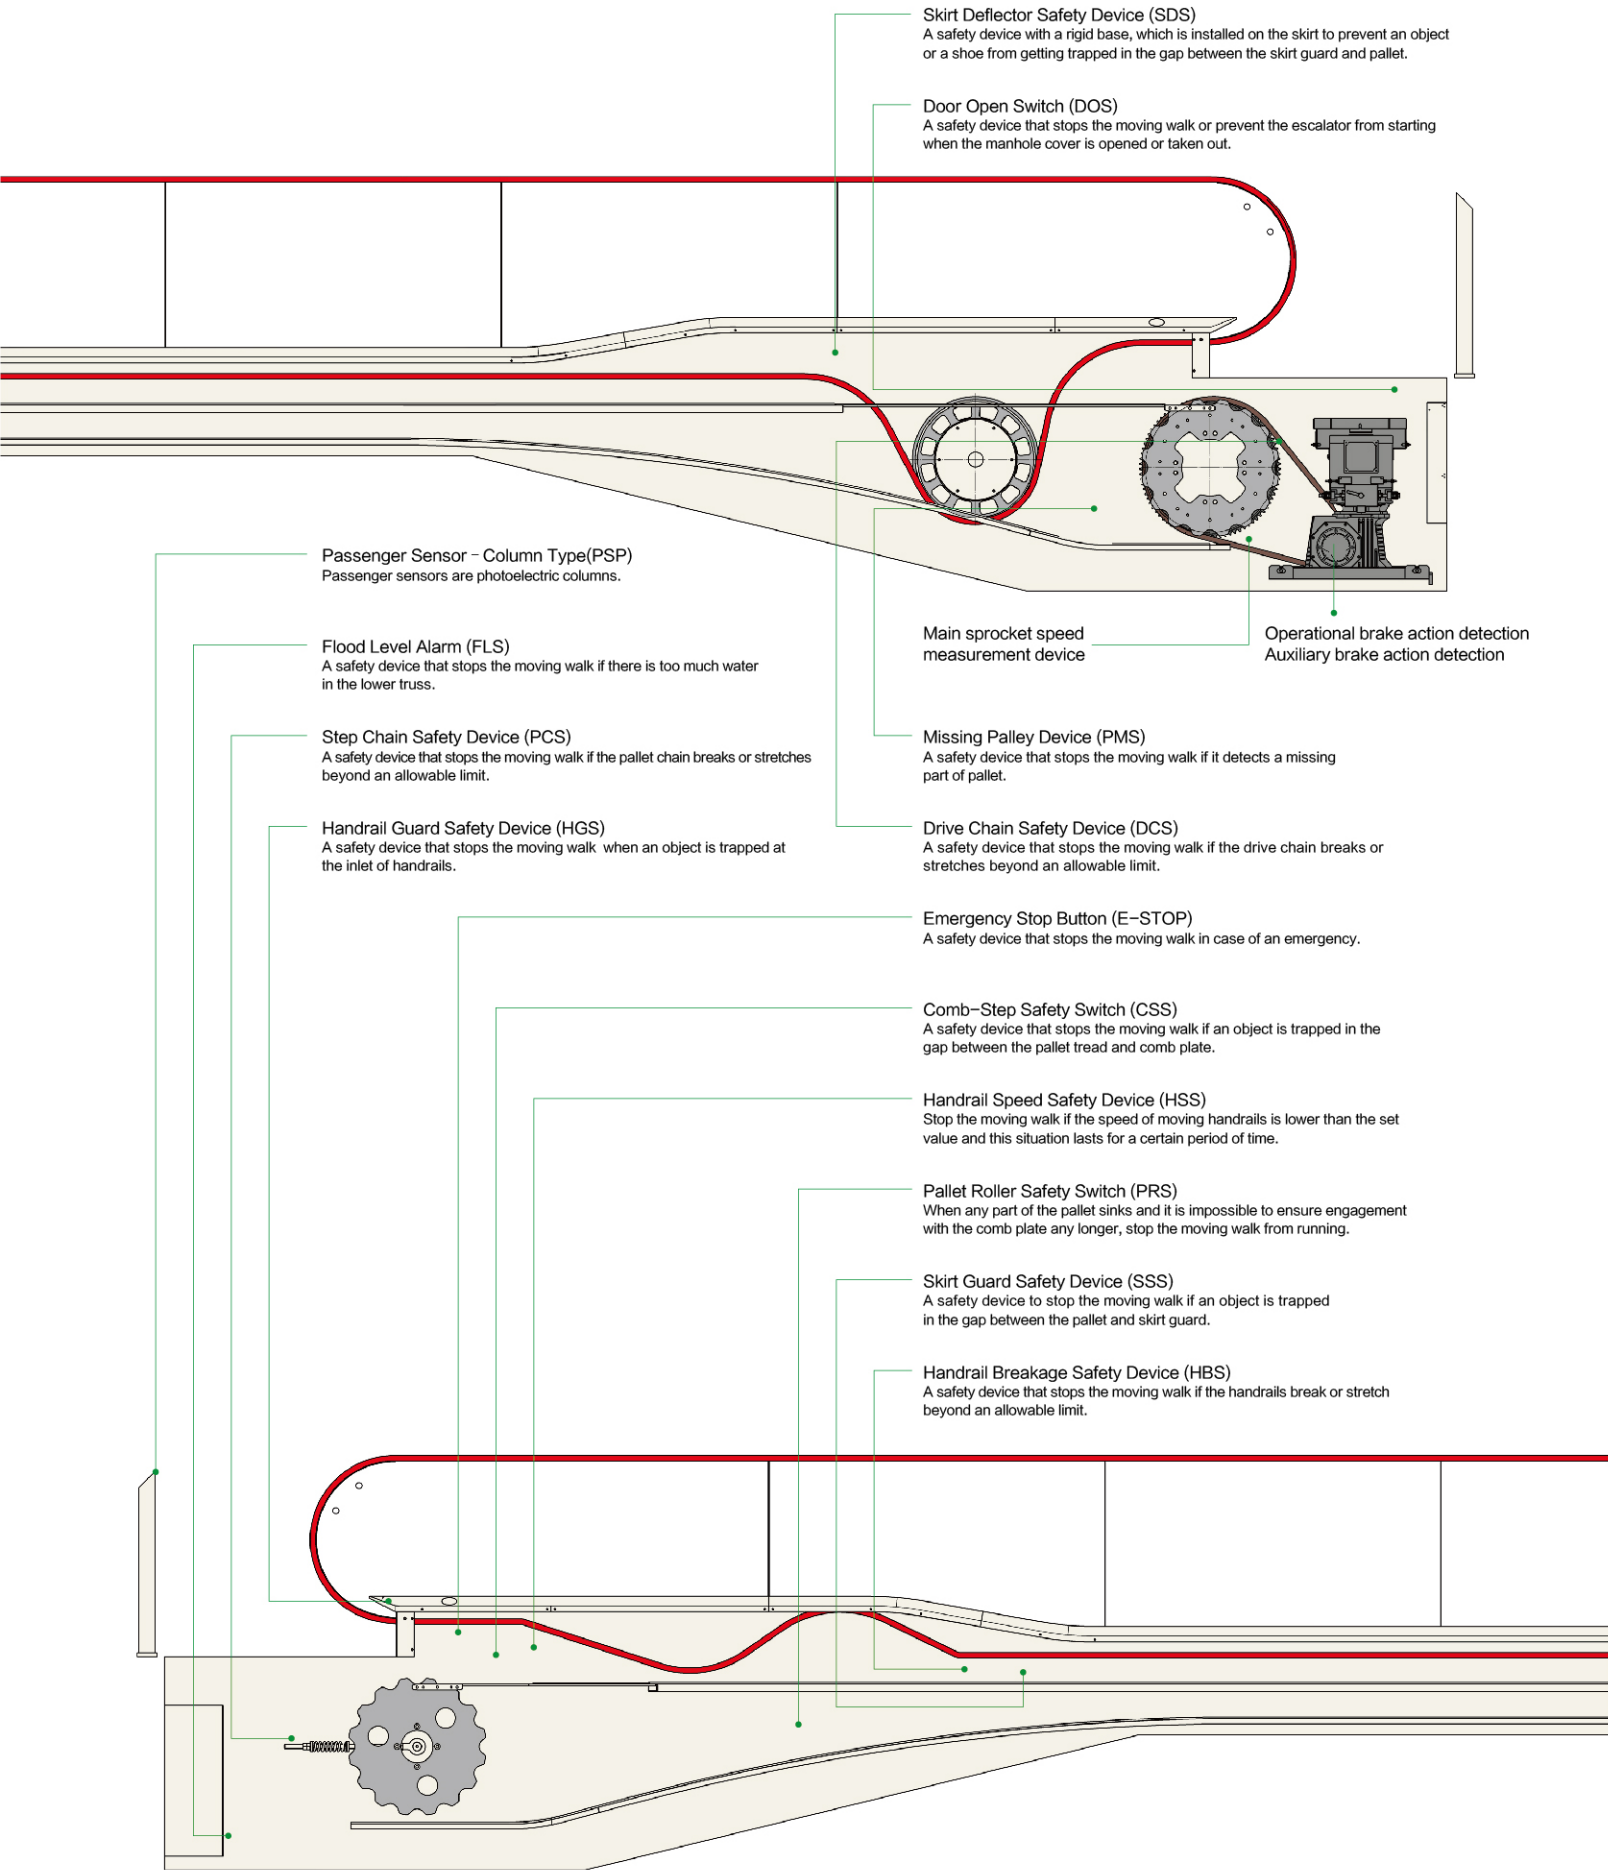 Skirt Deflector Safety Device (SDS)
A safety device with a rigid base, which is installed on the skirt to prevent an object
or a shoe from getting trapped in the gap between the skirt guard and pallet.
Door Open Switch (DOS)
A safety device that stops the moving walk or prevent the escalator from starting
when the manhole cover is opened or taken out.
Passenger Sensor - Column Type(PSP)
Passenger sensors are photoelectric columns.
Flood Level Alarm (FLS)
A safety device that stops the moving walk if there is too much water
in the lower truss.
Step Chain Safety Device (PCS)
A safety device that stops the moving walk if the pallet chain breaks or stretches
beyond an allowable limit.
Handrail Guard Safety Device (HGS)
A safety device that stops the moving walk when an object is trapped at
the inlet of handrails.
Main sprocket speed
measurement device
Operational brake action detection
Auxiliary brake action detection
Missing Palley Device (PMS)
A safety device that stops the moving walk if it detects a missing
part of pallet.
Drive Chain Safety Device (DCS)
A safety device that stops the moving walk if the drive chain breaks or
stretches beyond an allowable limit.
Emergency Stop Button (E-STOP)
A safety device that stops the moving walk in case of an emergency.
Comb-Step Safety Switch (CSS)
A safety device that stops the moving walk if an object is trapped in the
gap between the pallet tread and comb plate.
Handrail Speed Safety Device (HSS)
Stop the moving walk if the speed of moving handrails is lower than the set
value and this situation lasts for a certain period of time.
Pallet Roller Safety Switch (PRS)
When any part of the pallet sinks and it is impossible to ensure engagement
with the comb plate any longer, stop the moving walk from running.
Skirt Guard Safety Device (SSS)
A safety device to stop the moving walk if an object is trapped
in the gap between the pallet and skirt guard.
Handrail Breakage Safety Device (HBS)
A safety device that stops the moving walk if the handrails break or stretch
beyond an allowable limit.